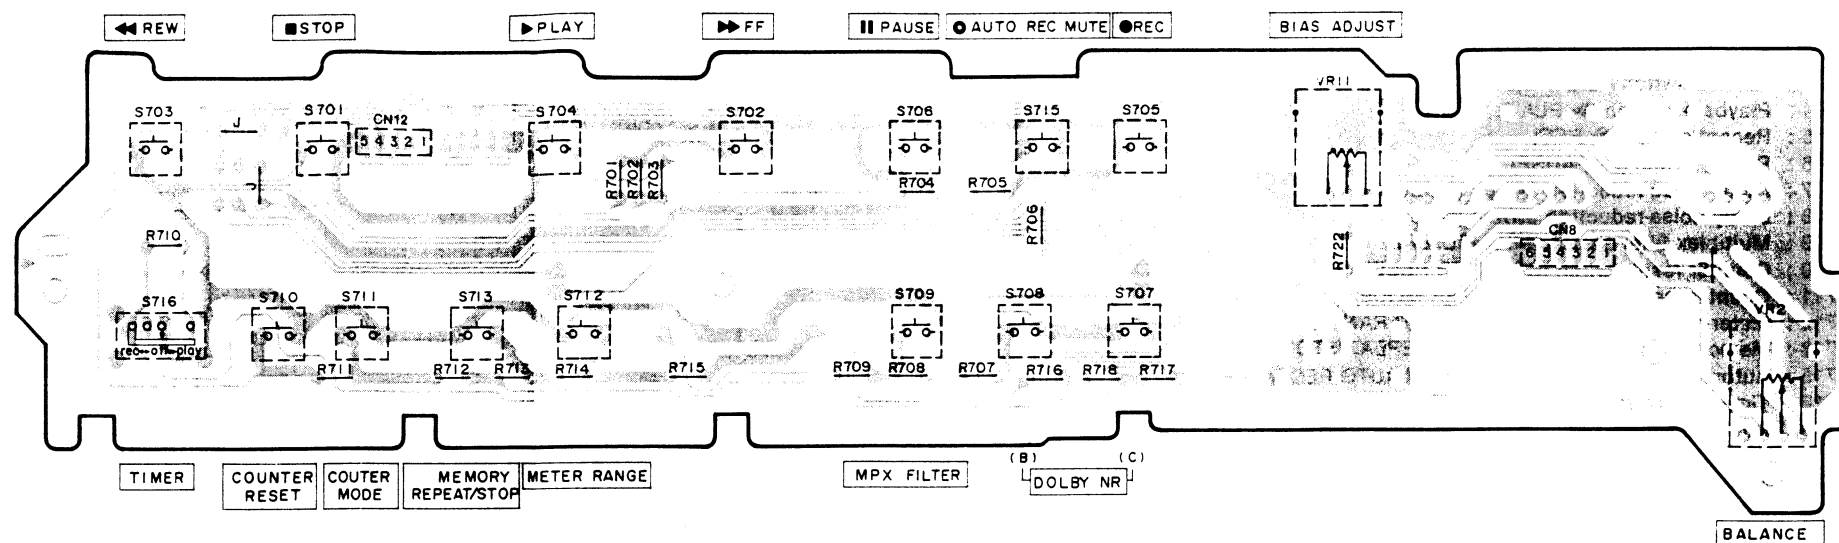 ◀◀ REW
■STOP
▶PLAY
▶▶FF
PAUSE
AUTO REC MUTE
●REC
BIAS ADJUST
VR11
S703
J
S701
CN12
5 4 3 2 1
S704
S702
S706
S715
S705
R701
R702
R703
R704
R705
J
R706
R710
R722
CN8
6 5 4 3 2 1
S716
rec off play
S710
S711
S713
S712
S709
S708
S707
VR2
R711
R712
R713
R714
R715
R709
R708
R707
R716
R718
R717
TIMER
COUNTER
RESET
COUTER
MODE
MEMORY
REPEAT/STOP
METER RANGE
MPX FILTER
(B)
(C)
DOLBY NR
BALANCE